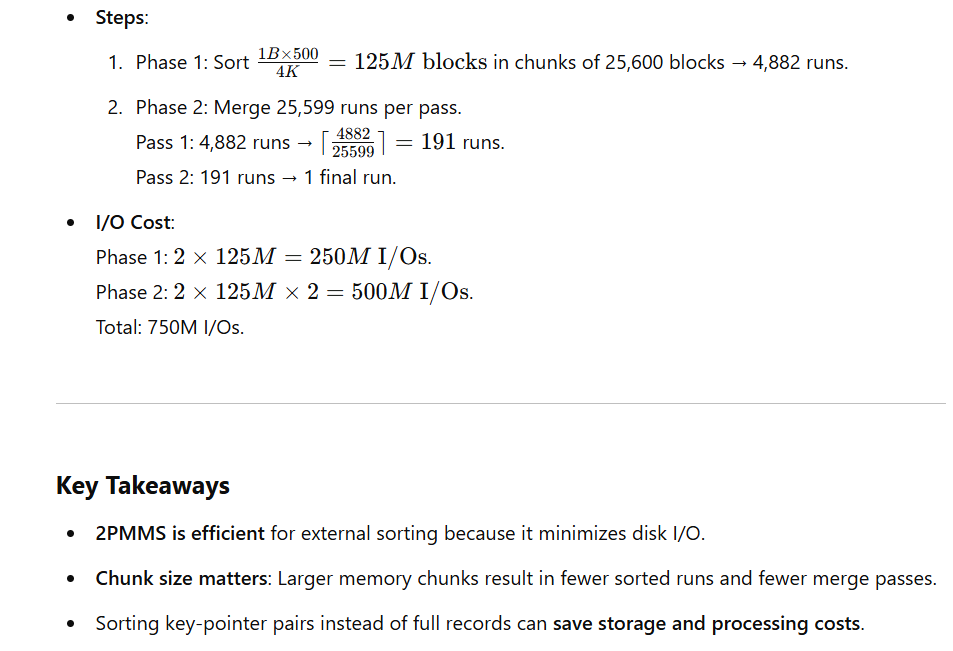 • Steps:
1. Phase 1: Sort \frac{1B×500}{4K} = 125M blocks in chunks of 25,600 blocks → 4,882 runs.
2. Phase 2: Merge 25,599 runs per pass.
Pass 1: 4,882 runs → ⌈\frac{4882}{25599}⌉ = 191 runs.
Pass 2: 191 runs → 1 final run.
• I/O Cost:
Phase 1: 2 × 125M = 250M I/Os.
Phase 2: 2 × 125M × 2 = 500M I/Os.
Total: 750M I/Os.
Key Takeaways
• 2PMMS is efficient for external sorting because it minimizes disk I/O.
• Chunk size matters: Larger memory chunks result in fewer sorted runs and fewer merge passes.
• Sorting key-pointer pairs instead of full records can save storage and processing costs.